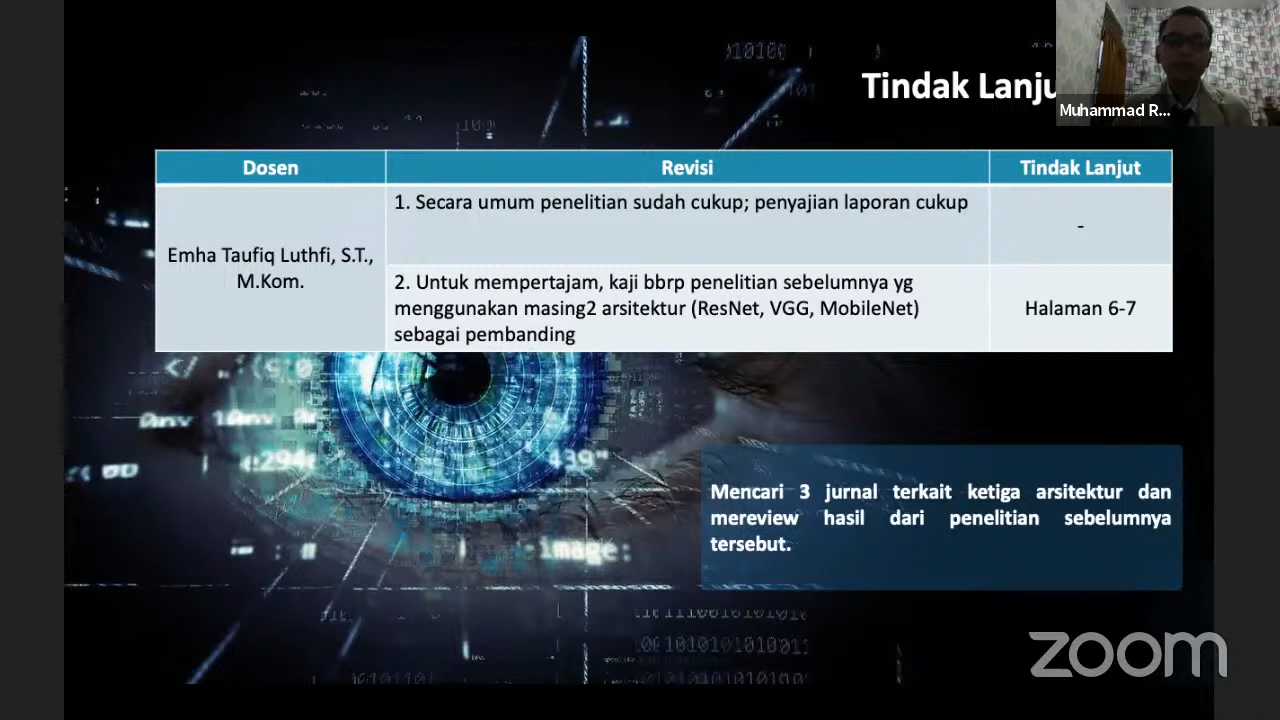 Tindak Lanju
Muhammad R...
Dosen
Revisi
Tindak Lanjut
Emha Taufiq Luthfi, S.T.,
M.Kom.
1. Secara umum penelitian sudah cukup; penyajian laporan cukup
-
2. Untuk mempertajam, kaji bbrp penelitian sebelumnya yg
menggunakan masing2 arsitektur (ResNet, VGG, MobileNet)
sebagai pembanding
Halaman 6-7
Mencari 3 jurnal terkait ketiga arsitektur dan
mereview hasil dari penelitian sebelumnya
tersebut.
image:
zoom